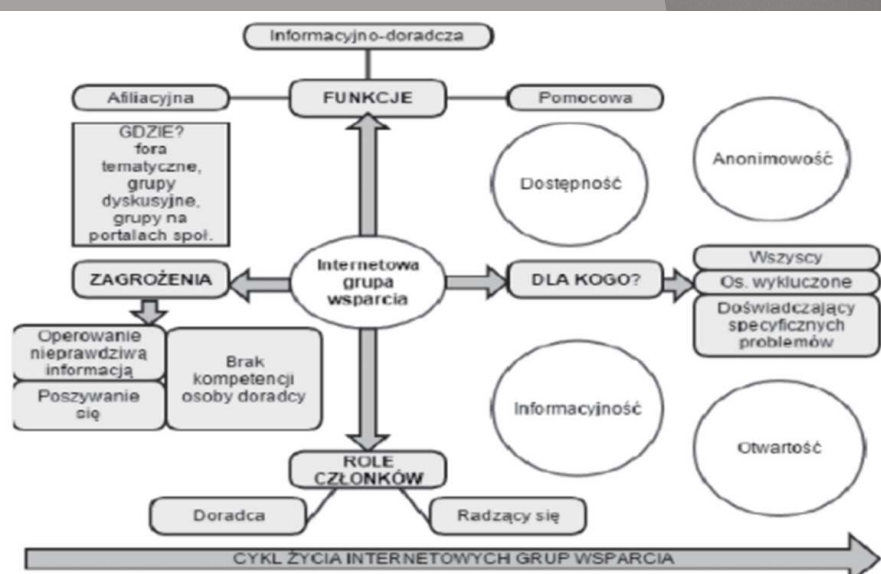 Informacyjno-doradcza
Afiliacyjna
FUNKCJE
Pomocowa
GDZIE?
fora
tematyczne,
grupy
dyskusyjne,
grupy na
portalach społ.
Dostępność
Anonimowość
ZAGROŻENIA
Internetowa
grupa
wsparcia
DLA KOGO?
Wszyscy
Os. wykluczone
Doświadczający
specyficznych
problemów
Operowanie
nieprawdziwą
informacją
Poszywanie
się
Brak
kompetencji
osoby doradcy
Informacyjność
Otwartość
ROLE
CZŁONKÓW
Doradca
Radzący się
CYKL ŻYCIA INTERNETOWYCH GRUP WSPARCIA